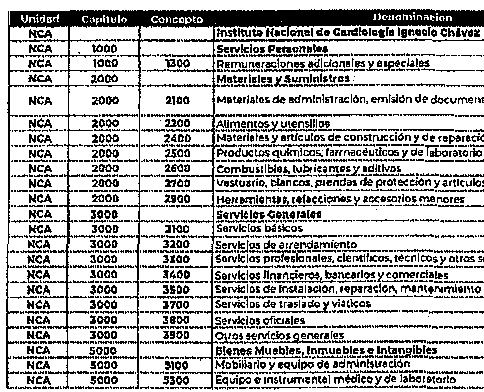 Unidad Capítulo Concepto Denominación
NCA Instituto Nacional de Cardiología Ignacio Chávez
NCA 1000 Servicios Personales
NCA 1000 1300 Remuneraciones adicionales y especiales
NCA 2000 Materiales y Suministros
NCA 2000 2100 Materiales de administración, emisión de documen
NCA 2000 2200 Alimentos y utensilios
NCA 2000 2400 Materiales y artículos de construcción y de reparació
NCA 2000 2500 Productos químicos, farmacéuticos y de laboratorio
NCA 2000 2600 Combustibles, lubricantes y aditivos
NCA 2000 2700 Vestuario, blancos, prendas de protección y artículos
NCA 2000 2900 Herramientas, refacciones y accesorios menores
NCA 3000 Servicios Generales
NCA 3000 3100 Servicios básicos
NCA 3000 3200 Servicios de arrendamiento
NCA 3000 3300 Servicios profesionales, científicos, técnicos y otros s
NCA 3000 3400 Servicios financieros, bancarios y comerciales
NCA 3000 3500 Servicios de instalación, reparación, mantenimiento
NCA 3000 3700 Servicios de traslado y viáticos
NCA 3000 3800 Servicios oficiales
NCA 3000 3900 Otros servicios generales
NCA 5000 Bienes Muebles, Inmuebles e Intangibles
NCA 5000 5100 Mobiliario y equipo de administración
NCA 5000 5300 Equipo e instrumental médico y de laboratorio